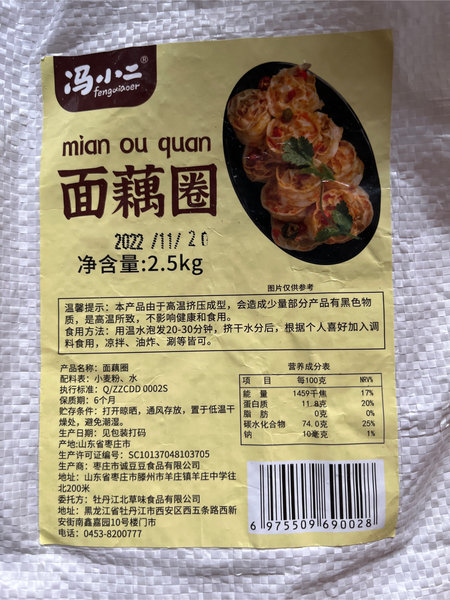 冯小二®
fengxiaoer
mian ou quan
面藕圈
2022 /11/ 20
净含量:2.5kg
图片仅供参考
温馨提示：本产品由于高温挤压成型，会造成少量部分产品有黑色物
质，是高温所致，不影响健康和食用。
食用方法：用温水泡发20-30分钟，挤干水分后，根据个人喜好加入调
料食用，凉拌、油炸、涮等皆可。
产品名称：面藕圈
配料表：小麦粉、水
执行标准：Q/ZZCDD 0002S
保质期：6个月
贮存条件：打开晾晒，通风存放，置于低温干
燥处，避免潮湿。
生产日期：见包装打码
产地:山东省枣庄市
生产许可证编号：SC10137048103705
生产商：枣庄市诚豆豆食品有限公司
地址：山东省枣庄市滕州市羊庄镇羊庄中学往
北200米
委托方：牡丹江北草味食品有限公司
地址：黑龙江省牡丹江市西安区西五条路西新
安街南鑫嘉园10号楼门市
电话：0453-8200777
营养成分表
项 目 每100克 NRV%
能 量 1459千焦 17%
蛋白质 11.8克 20%
脂 肪 0克 0%
碳水化合物 74.0克 25%
钠 10毫克 1%
6 975509 690028